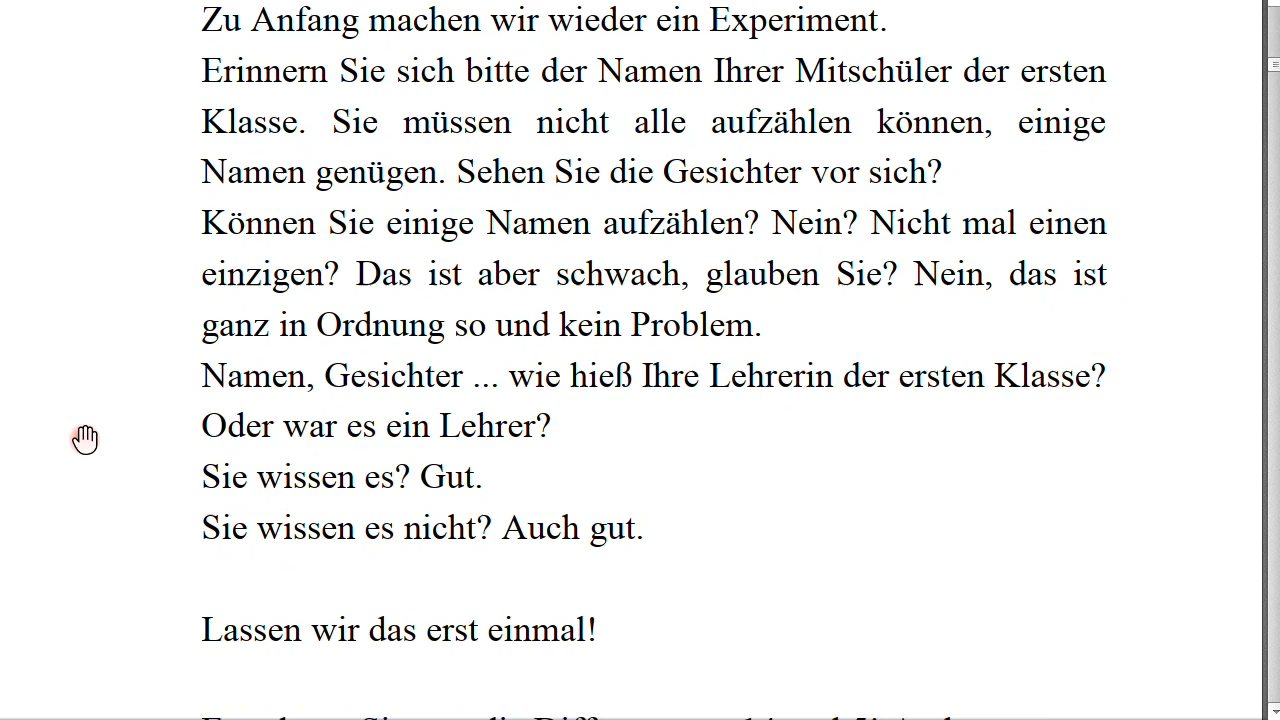 Zu Anfang machen wir wieder ein Experiment.
Erinnern Sie sich bitte der Namen Ihrer Mitschüler der ersten
Klasse. Sie müssen nicht alle aufzählen können, einige
Namen genügen. Sehen Sie die Gesichter vor sich?
Können Sie einige Namen aufzählen? Nein? Nicht mal einen
einzigen? Das ist aber schwach, glauben Sie? Nein, das ist
ganz in Ordnung so und kein Problem.
Namen, Gesichter ... wie hieß Ihre Lehrerin der ersten Klasse?
Oder war es ein Lehrer?
Sie wissen es? Gut.
Sie wissen es nicht? Auch gut.
Lassen wir das erst einmal!